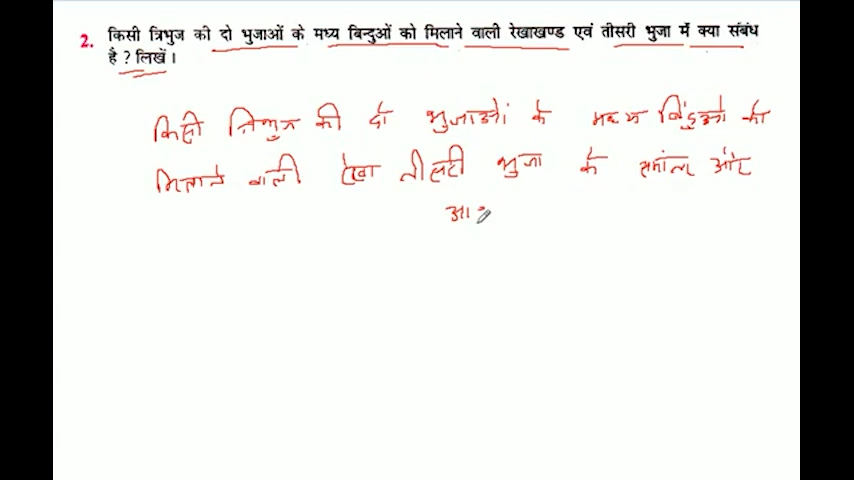 2. किसी त्रिभुज की दो भुजाओं के मध्य बिन्दुओं को मिलाने वाली रेखाखण्ड एवं तीसरी भुजा में क्या संबंध
है ? लिखें ।
किसी त्रिभुज की दो भुजाओं के मध्य बिंदुओ को
मिलाने वाली रेखा तीसरी भुजा के समांतर और